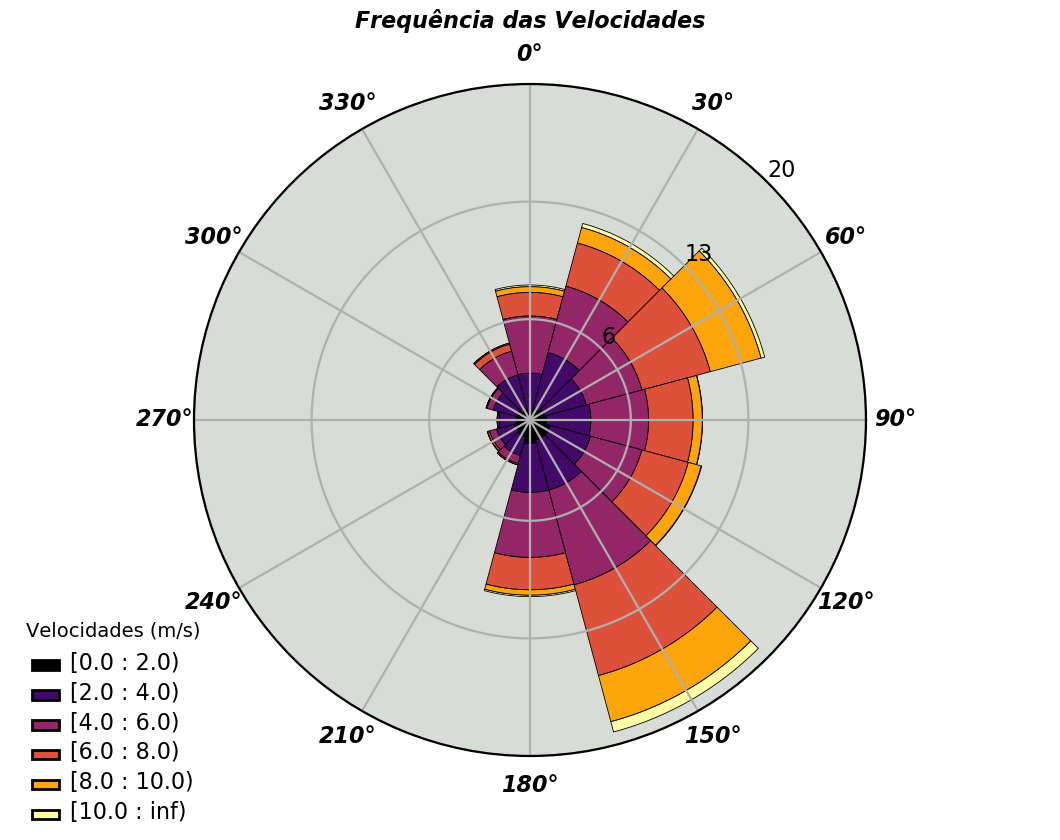 Frequência das Velocidades
0°
330°
30°
20
300°
60°
13
6
270°
90°
240°
120°
210°
150°
180°
Velocidades (m/s)
[0.0 : 2.0)
[2.0 : 4.0)
[4.0 : 6.0)
[6.0 : 8.0)
[8.0 : 10.0)
[10.0 : inf)